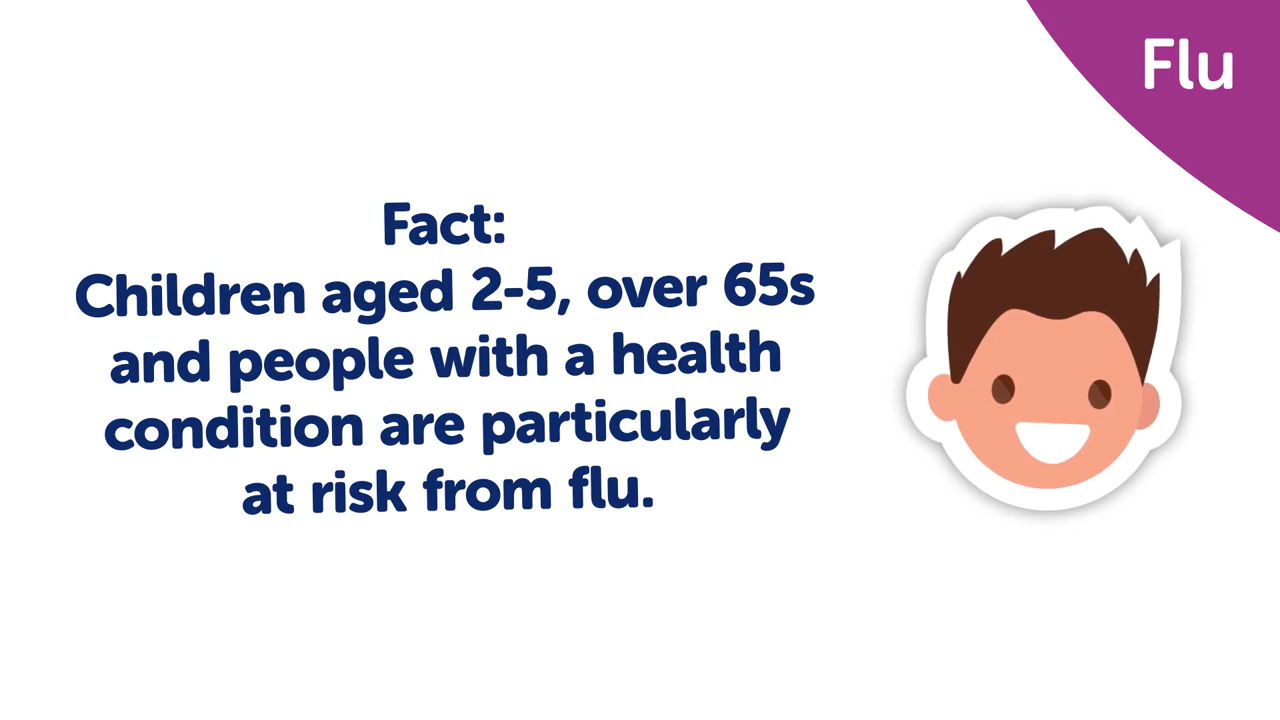 Flu
Fact:
Children aged 2-5, over 65s
and people with a health
condition are particularly
at risk from flu.